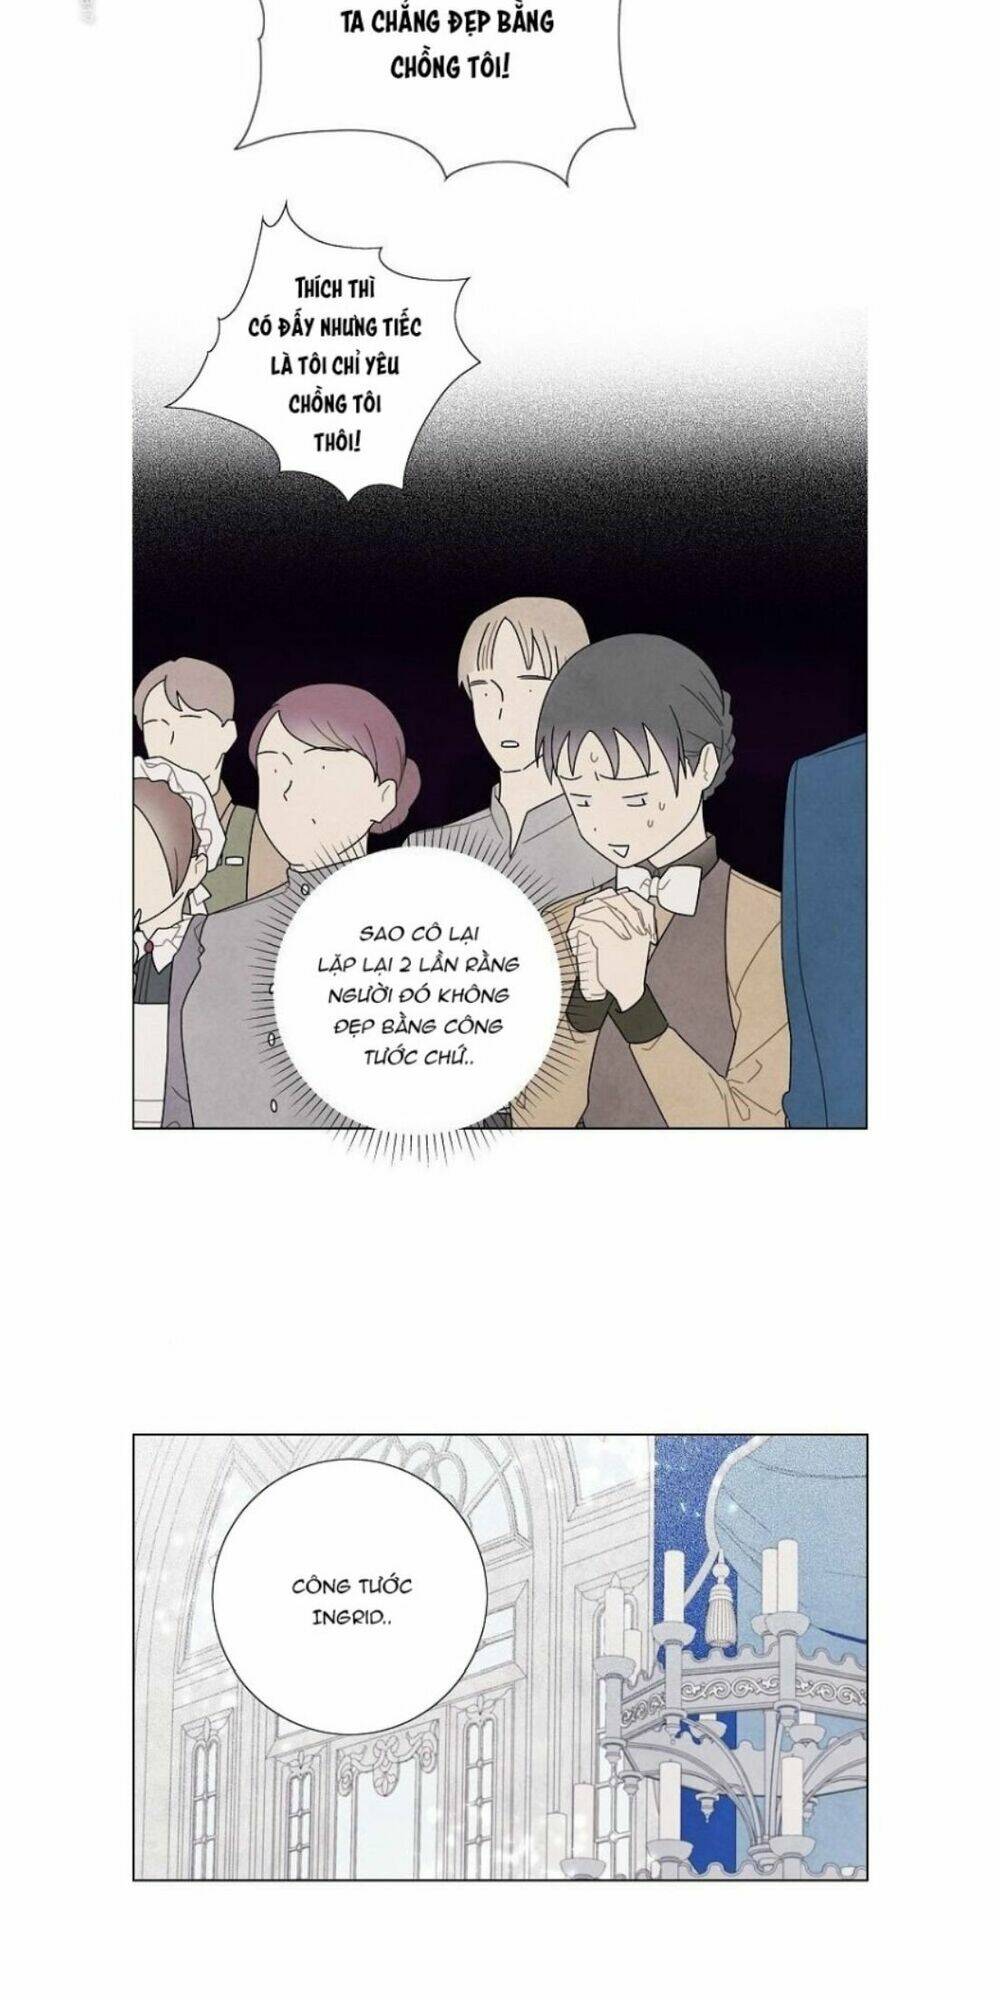 TA CHẲNG ĐẸP BẰNG
CHỒNG TÔI!
THÍCH THÌ
CÓ ĐẤY NHƯNG TIẾC
LÀ TÔI CHỈ YÊU
CHỒNG TÔI
THÔI!
SAO CÔ LẠI
LẶP LẠI 2 LẦN RẰNG
NGƯỜI ĐÓ KHÔNG
ĐẸP BẰNG CÔNG
TƯỚC CHỨ..
CÔNG TƯỚC
INGRID..